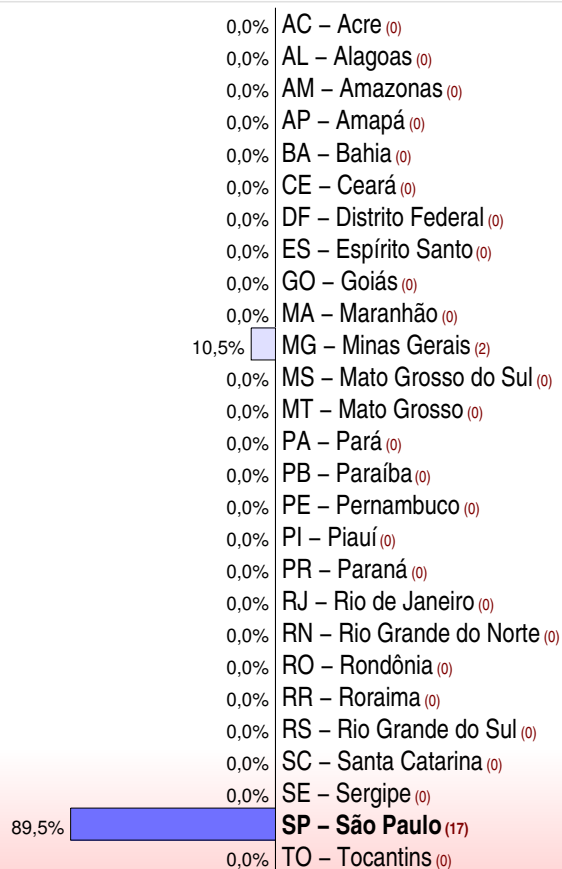 0,0% AC – Acre (0)
0,0% AL – Alagoas (0)
0,0% AM – Amazonas (0)
0,0% AP – Amapá (0)
0,0% BA – Bahia (0)
0,0% CE – Ceará (0)
0,0% DF – Distrito Federal (0)
0,0% ES – Espírito Santo (0)
0,0% GO – Goiás (0)
0,0% MA – Maranhão (0)
10,5% MG – Minas Gerais (2)
0,0% MS – Mato Grosso do Sul (0)
0,0% MT – Mato Grosso (0)
0,0% PA – Pará (0)
0,0% PB – Paraíba (0)
0,0% PE – Pernambuco (0)
0,0% PI – Piauí (0)
0,0% PR – Paraná (0)
0,0% RJ – Rio de Janeiro (0)
0,0% RN – Rio Grande do Norte (0)
0,0% RO – Rondônia (0)
0,0% RR – Roraima (0)
0,0% RS – Rio Grande do Sul (0)
0,0% SC – Santa Catarina (0)
0,0% SE – Sergipe (0)
89,5% SP – São Paulo (17)
0,0% TO – Tocantins (0)